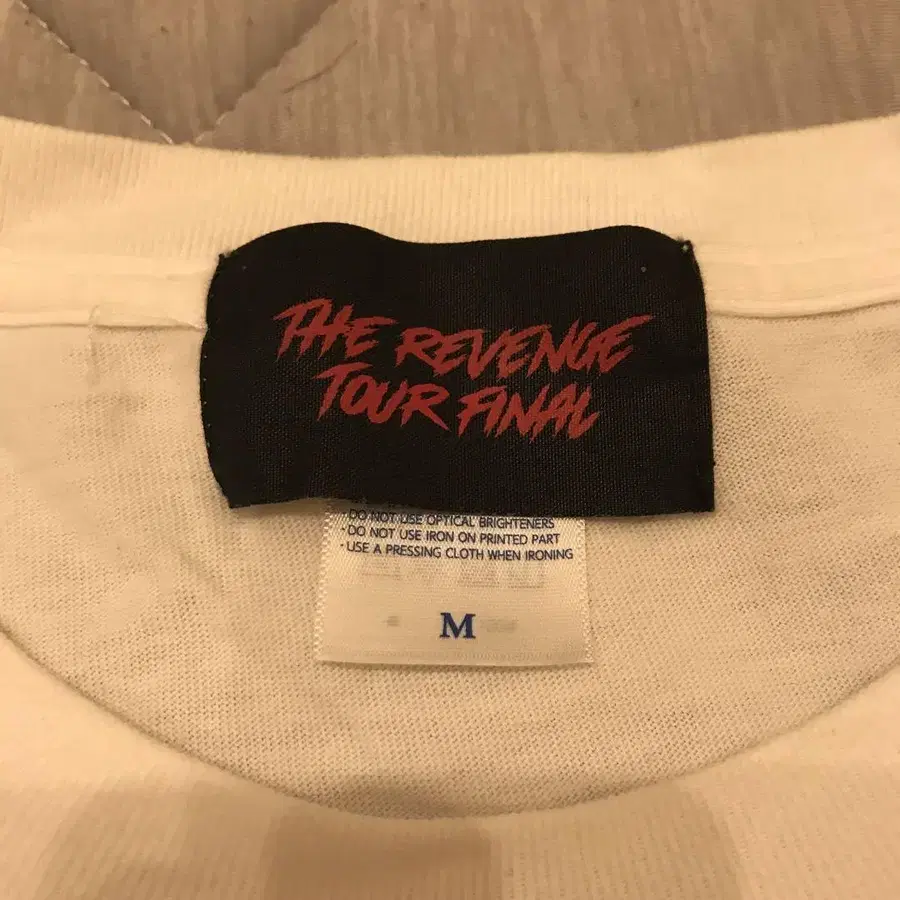 THE REVENGE
TOUR FINAL
· DO NOT USE OPTICAL BRIGHTENERS
· DO NOT USE IRON ON PRINTED PART
· USE A PRESSING CLOTH WHEN IRONING
M